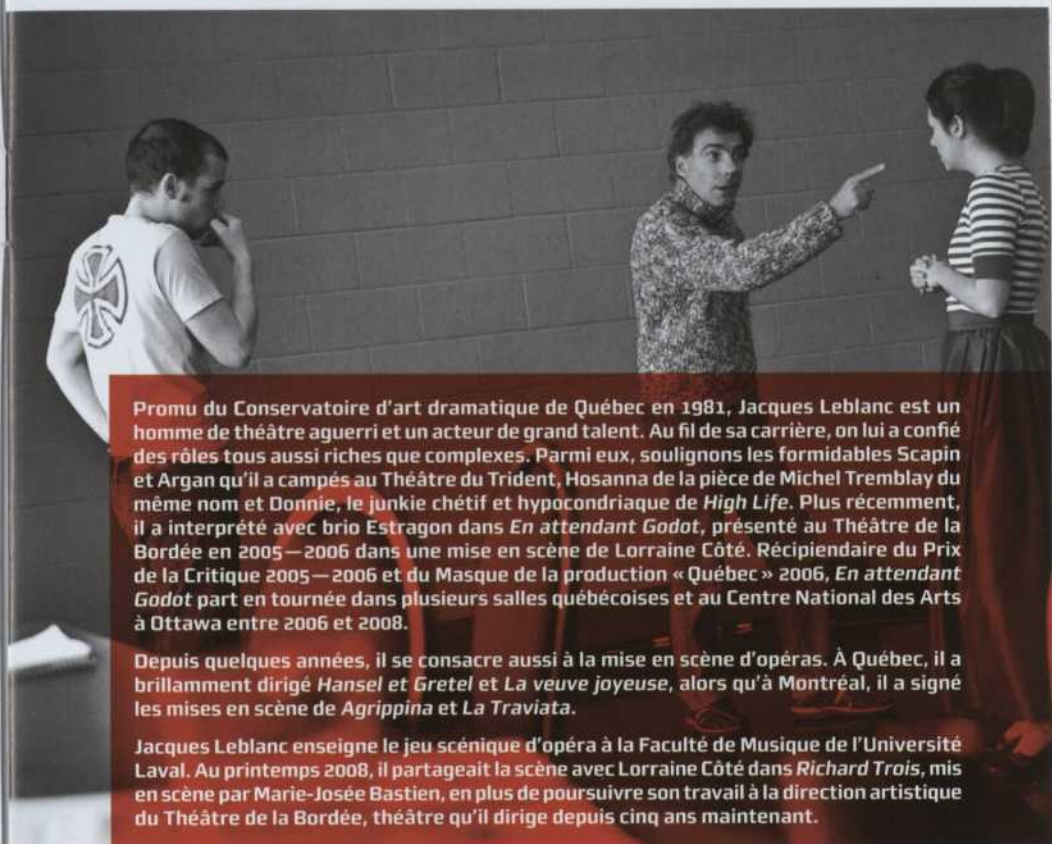 Promu du Conservatoire d'art dramatique de Québec en 1981, Jacques Leblanc est un
homme de théâtre aguerri et un acteur de grand talent. Au fil de sa carrière, on lui a confié
des rôles tous aussi riches que complexes. Parmi eux, soulignons les formidables Scapin
et Argan qu'il a campés au Théâtre du Trident, Hosanna de la pièce de Michel Tremblay du
même nom et Donnie, le junkie chétif et hypocondriaque de High Life. Plus récemment,
il a interprété avec brio Estragon dans En attendant Godot, présenté au Théâtre de la
Bordée en 2005—2006 dans une mise en scène de Lorraine Côté. Récipiendaire du Prix
de la Critique 2005—2006 et du Masque de la production « Québec » 2006, En attendant
Godot part en tournée dans plusieurs salles québécoises et au Centre National des Arts
à Ottawa entre 2006 et 2008.
Depuis quelques années, il se consacre aussi à la mise en scène d'opéras. À Québec, il a
brillamment dirigé Hansel et Gretel et La veuve joyeuse, alors qu'à Montréal, il a signé
les mises en scène de Agrippina et La Traviata.
Jacques Leblanc enseigne le jeu scénique d'opéra à la Faculté de Musique de l'Université
Laval. Au printemps 2008, il partageait la scène avec Lorraine Côté dans Richard Trois, mis
en scène par Marie-Josée Bastien, en plus de poursuivre son travail à la direction artistique
du Théâtre de la Bordée, théâtre qu'il dirige depuis cinq ans maintenant.